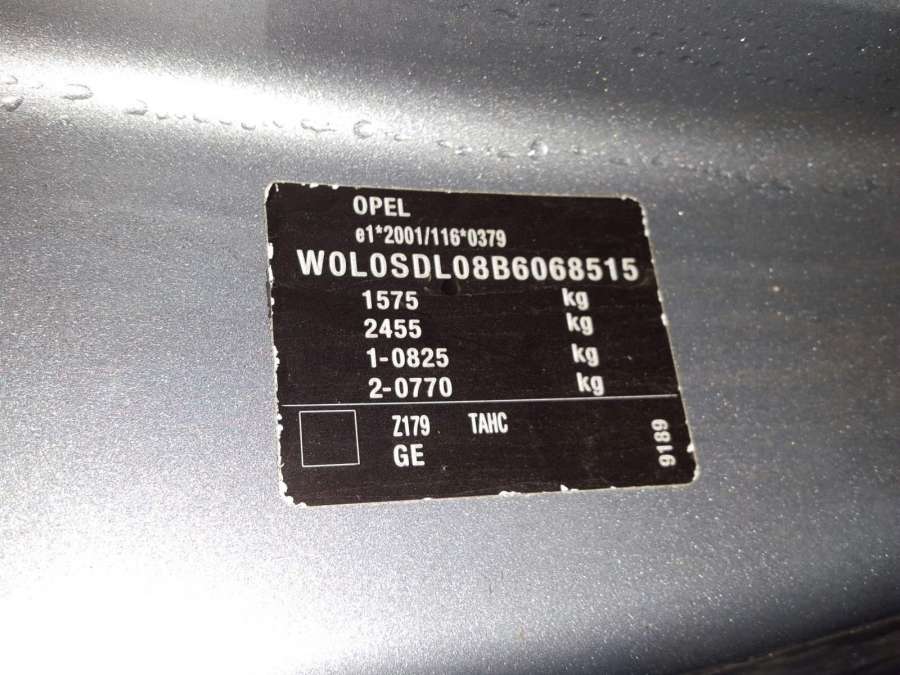 OPEL
e1*2001/116*0379
W0L0SDL08B6068515
1575 kg
2455 kg
1-0825 kg
2-0770 kg
Z179 TAHC
GE
9189